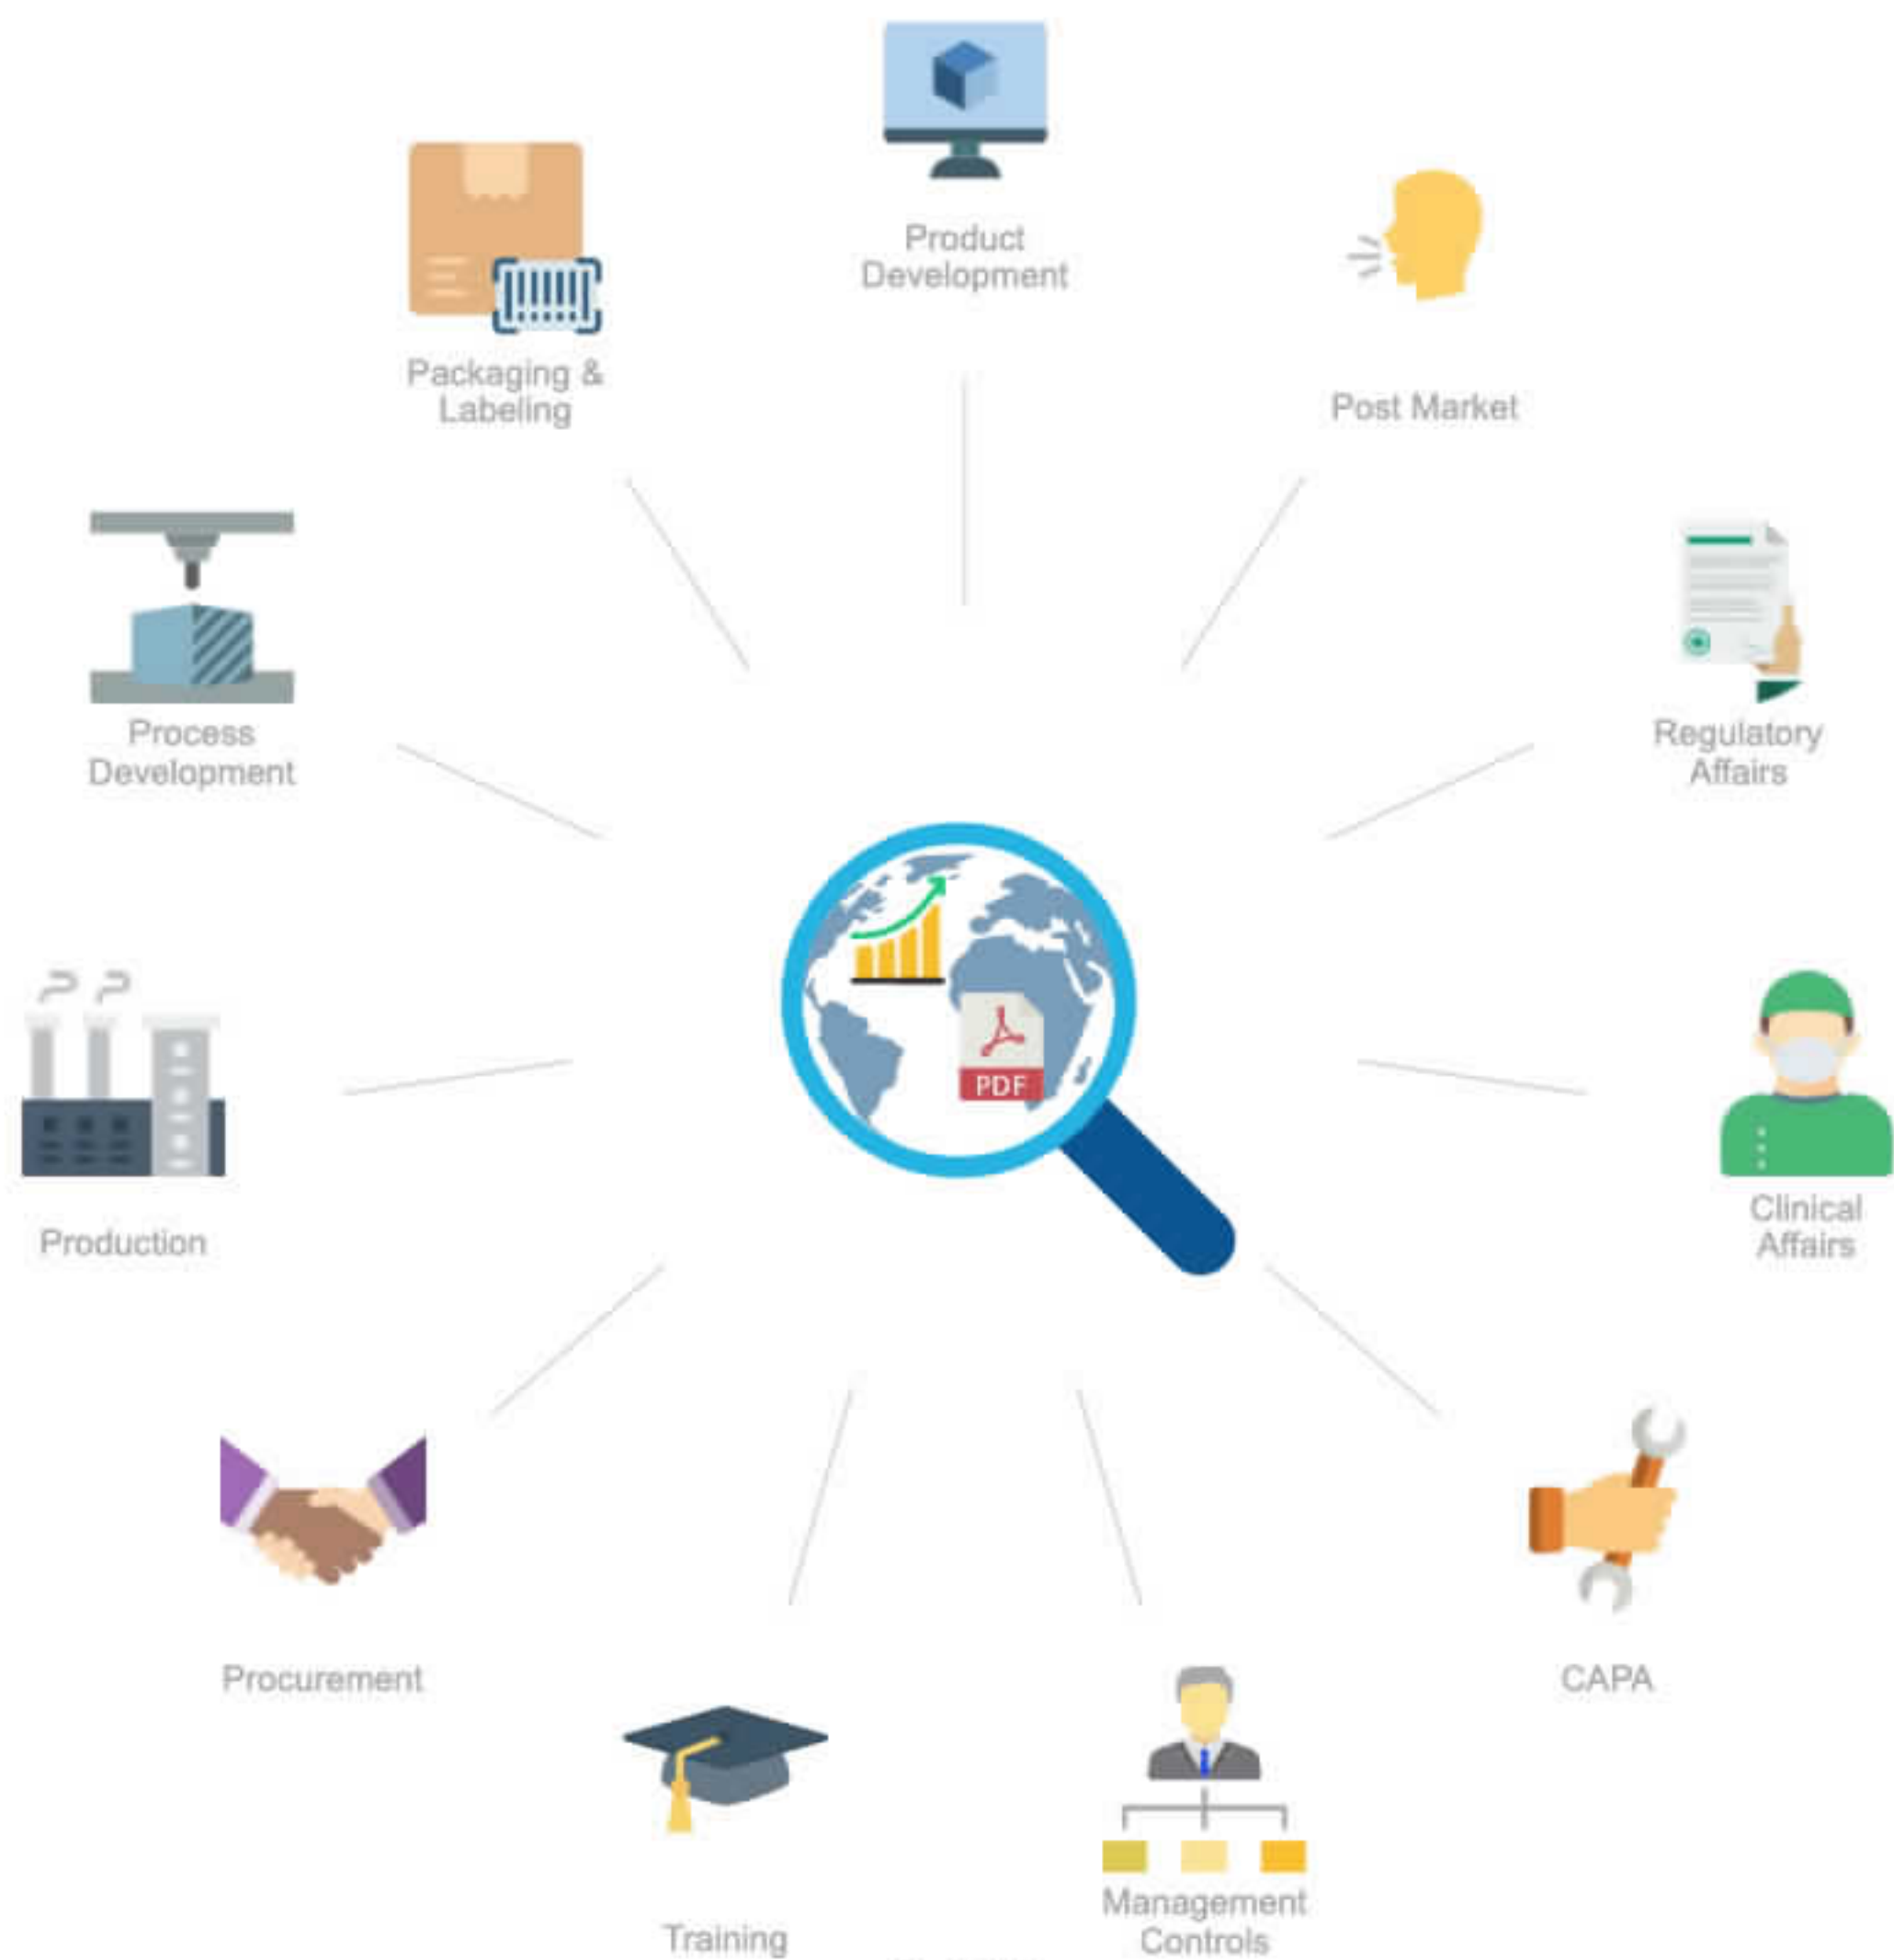 Product
Development
Post Market
Regulatory
Affairs
Clinical
Affairs
CAPA
Management
Controls
Training
Procurement
Production
Process
Development
Packaging &
Labeling
PDF